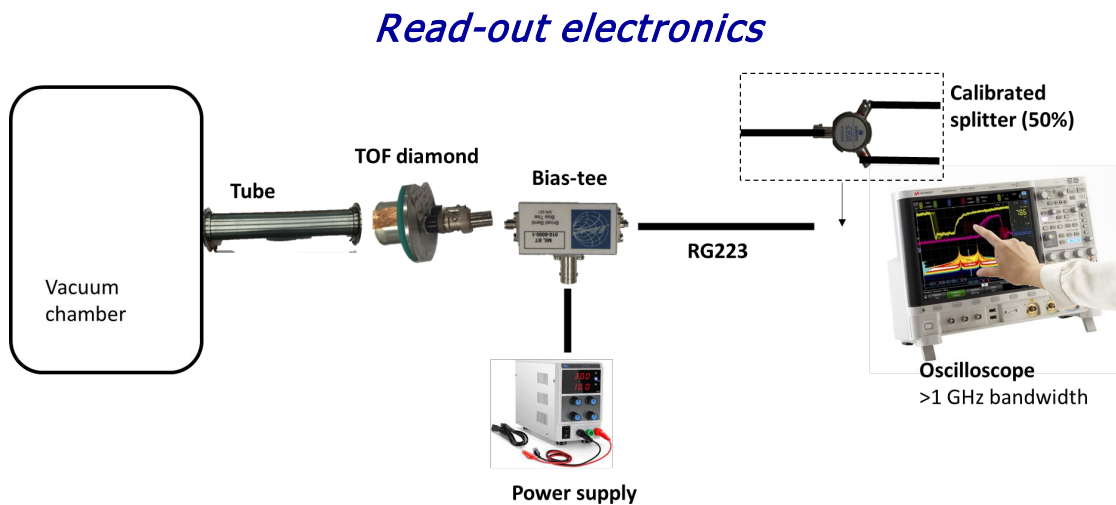 Read-out electronics
Calibrated
splitter (50%)
TOF diamond
Bias-tee
Tube
RG223
Vacuum
chamber
Oscilloscope
>1 GHz bandwidth
Power supply